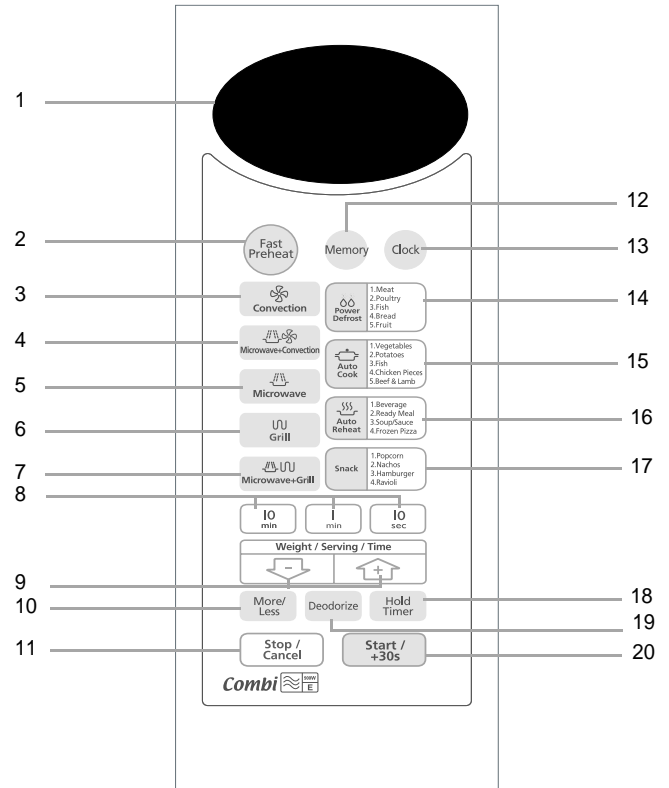 1
2
Fast
Preheat
Memory
12
Clock
13
3
Convection
Power
Defrost
1.Meat
2.Poultry
3.Fish
4.Bread
5.Fruit
14
4
Microwave+Convection
Auto
Cook
1.Vegetables
2.Potatoes
3.Fish
4.Chicken Pieces
5.Beef & Lamb
15
5
Microwave
6
Grill
Auto
Reheat
1.Beverage
2.Ready Meal
3.Soup/Sauce
4.Frozen Pizza
16
7
Microwave+Grill
Snack
1.Popcorn
2.Nachos
3.Hamburger
4.Ravioli
17
8
10
min
1
min
10
sec
Weight / Serving / Time
9
-
+
10
More/
Less
Deodorize
Hold
Timer
18
19
11
Stop /
Cancel
Start /
+30s
20
Combi
900W
E